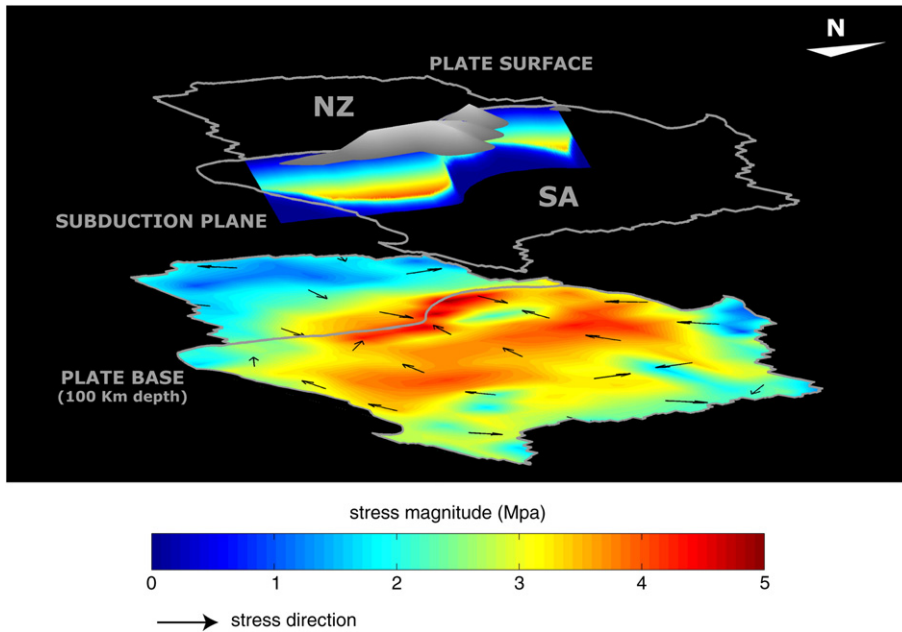 N
PLATE SURFACE
NZ
SA
SUBDUCTION PLANE
PLATE BASE
(100 Km depth)
stress magnitude (Mpa)
0 1 2 3 4 5
stress direction